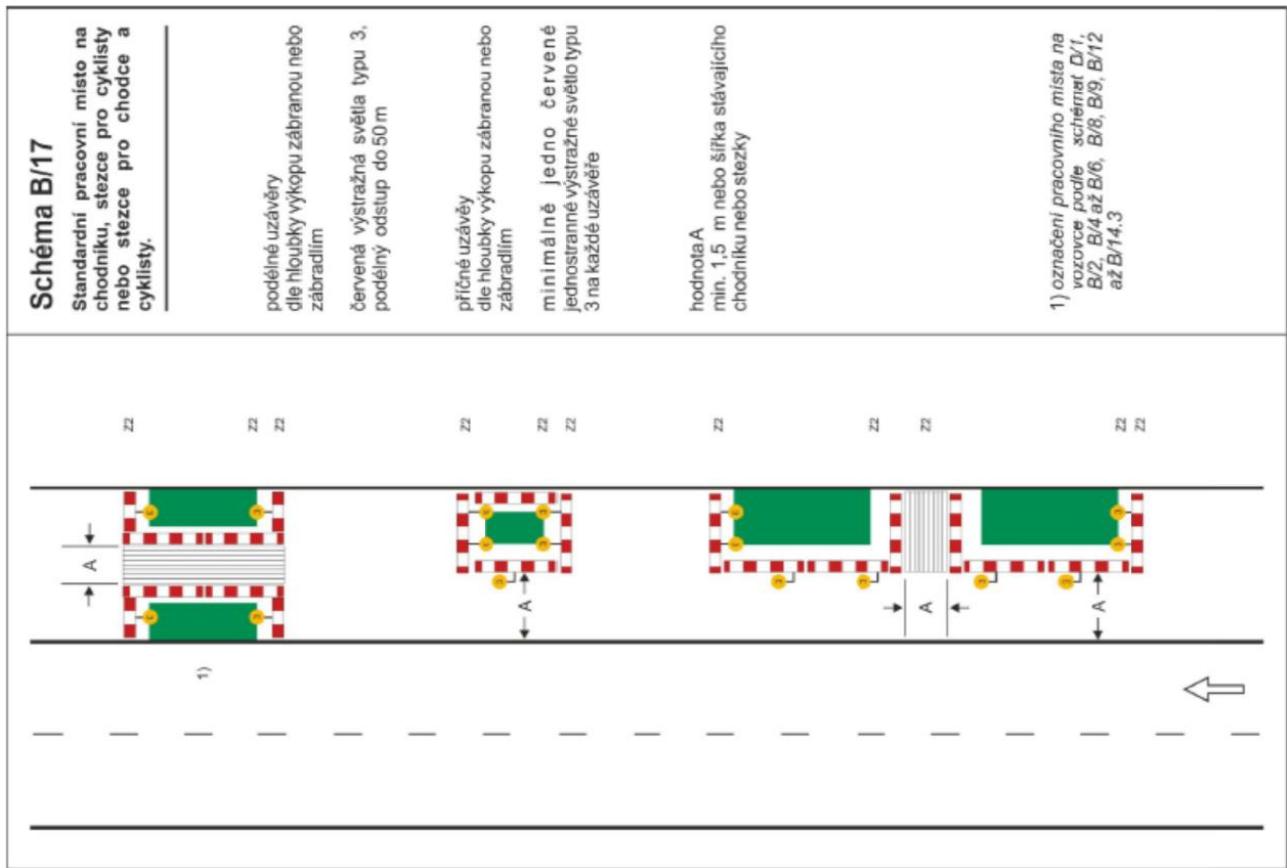 Schéma B/17
Standardní pracovní místo na
chodníku, stezce pro cyklisty
nebo stezce pro chodce a
cyklisty.
podélné uzávěry
dle hloubky výkopu zábranou nebo
zábradlím
červená výstražná světla typu 3,
podélný odstup do 50 m
příčné uzávěy
dle hloubky výkopu zábranou nebo
zábradlím
minimálně jedno červené
jednostranné výstražné světlo typu
3 na každé uzávěře
hodnota A
min. 1,5 m nebo šířka stávajícího
chodníku nebo stezky
1) označení pracovního místa na
vozovce podle schémat B/1,
B/2, B/4 až B/6, B/8, B/9, B/12
až B/14.3
Z2
Z2
Z2
Z2
Z2
Z2
Z2
Z2
Z2
Z2
Z2
3
3
3
3
A
1)
3
3
3
3
3
A
3
3
3
3
A
3
3
3
3
A